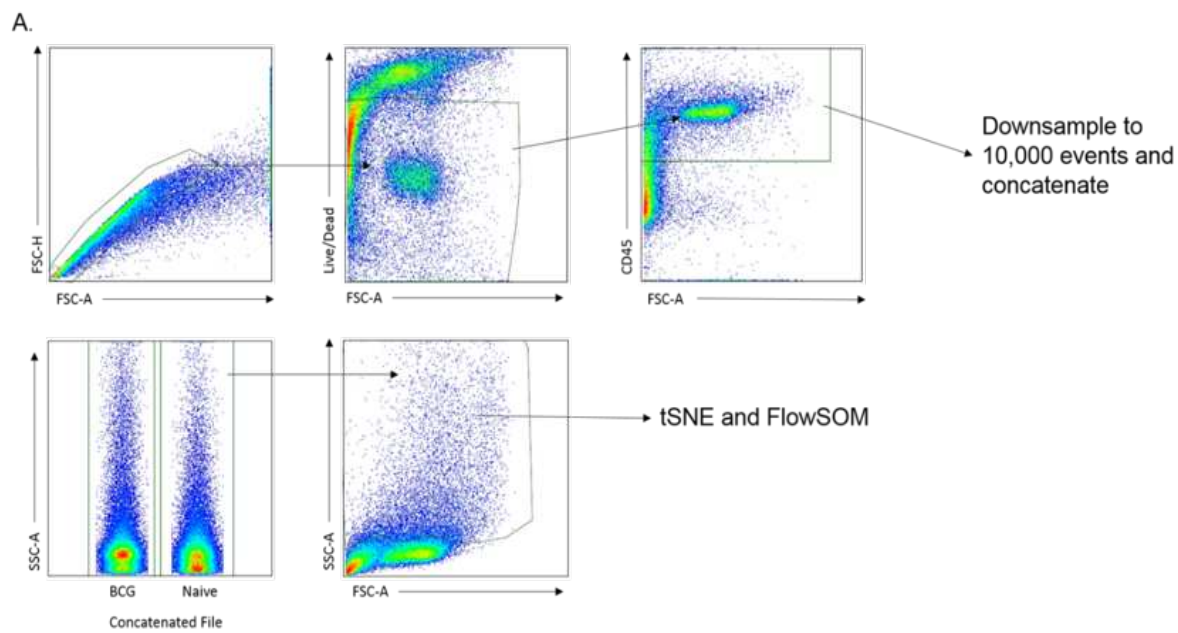 A.
FSC-H
FSC-A
Live/Dead
FSC-A
CD45
FSC-A
Downsample to
10,000 events and
concatenate
SSC-A
BCG
Naive
Concatenated File
SSC-A
FSC-A
tSNE and FlowSOM